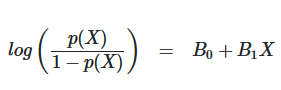 log ( p(X) / 1 − p(X) ) = B₀ + B₁X